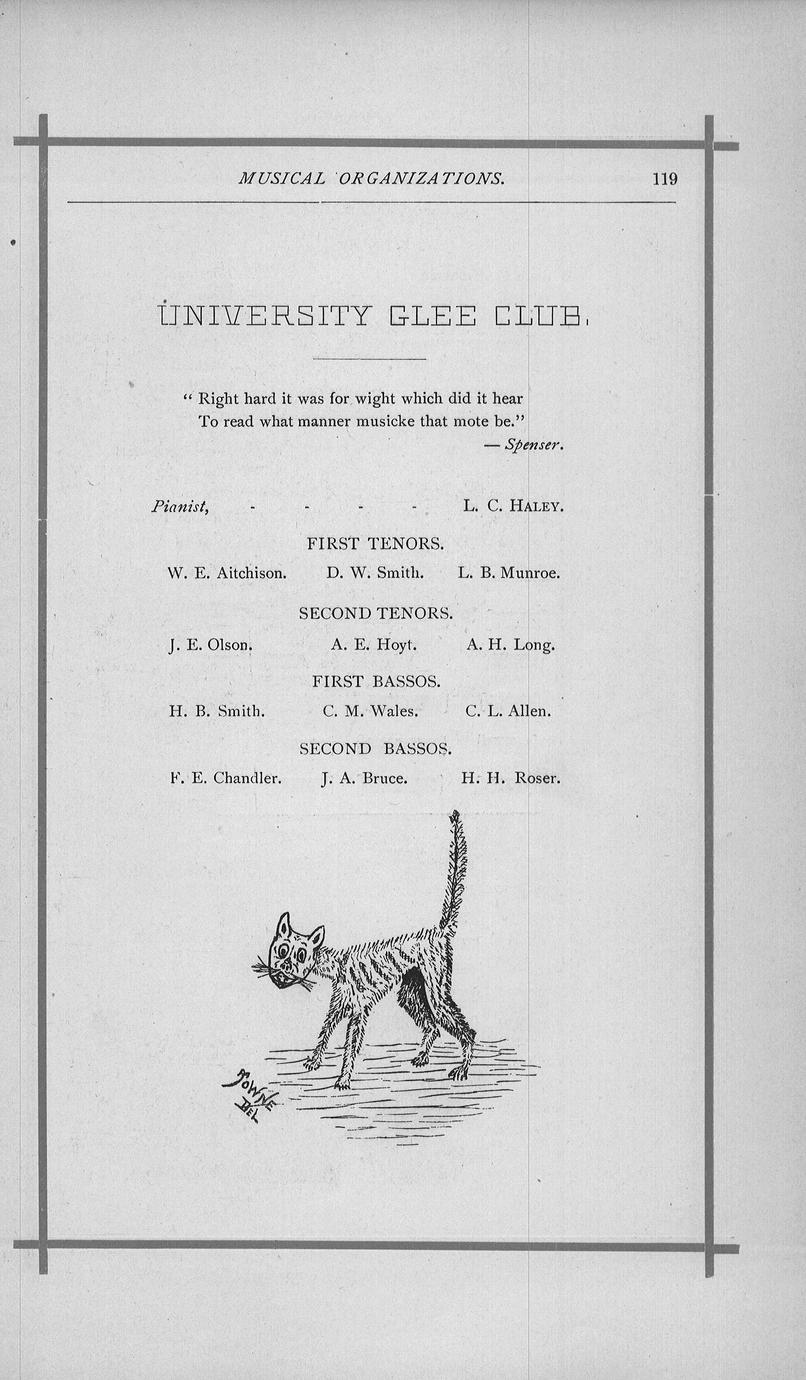 MUSICAL ORGANIZATIONS. 119
UNIVERSITY GLEE CLUB.
“ Right hard it was for wight which did it hear
To read what manner musicke that mote be.”
— Spenser.
Pianist, - - - - L. C. HALEY.
FIRST TENORS.
W. E. Aitchison. D. W. Smith. L. B. Munroe.
SECOND TENORS.
J. E. Olson. A. E. Hoyt. A. H. Long.
FIRST BASSOS.
H. B. Smith. C. M. Wales. C. L. Allen.
SECOND BASSOS.
F. E. Chandler. J. A. Bruce. H. H. Roser.
TOWNE
DEL